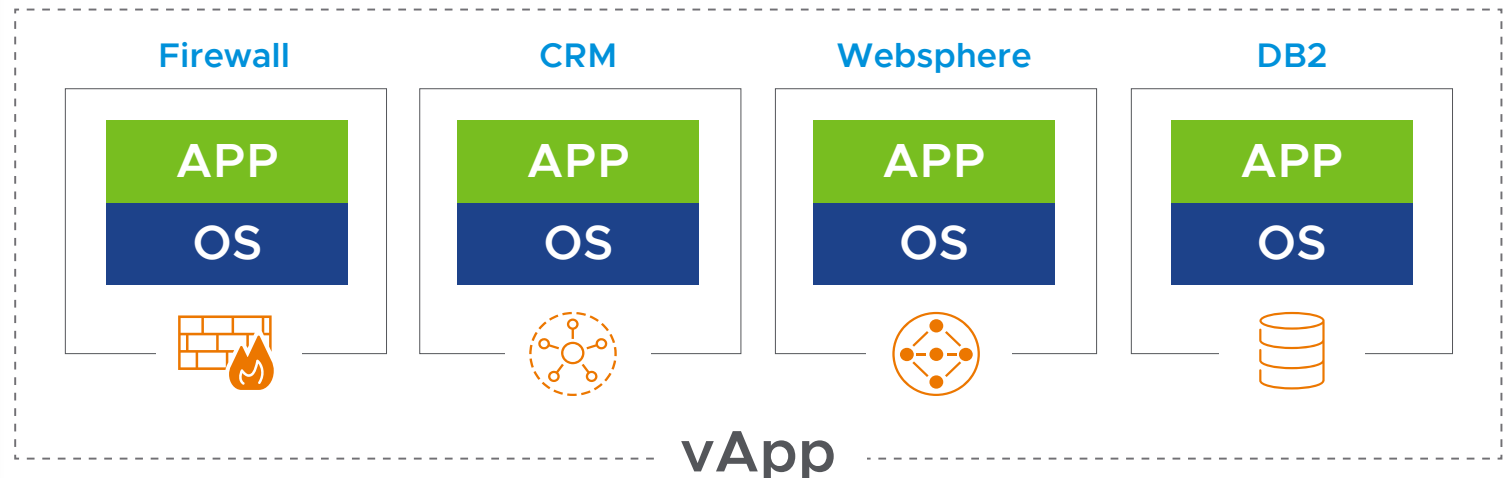 Firewall
CRM
Websphere
DB2
APP
APP
APP
APP
OS
OS
OS
OS
vApp